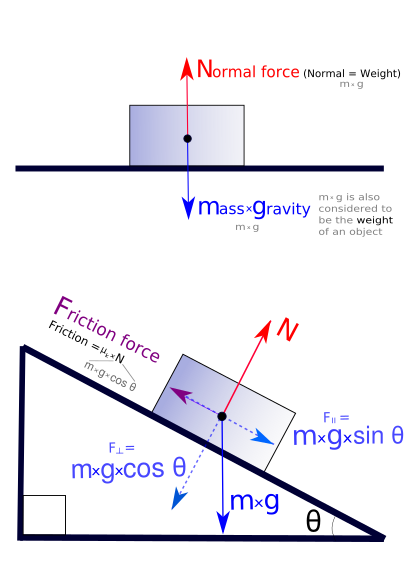 Normal force (Normal = Weight)
m×g
mass×gravity
m×g
m×g is also
considered to
be the weight
of an object
Friction force
Friction =μₖ×N
m×g×cos θ
N
F∥=
m×g×sin θ
F⊥=
m×g×cos θ
m×g
θ